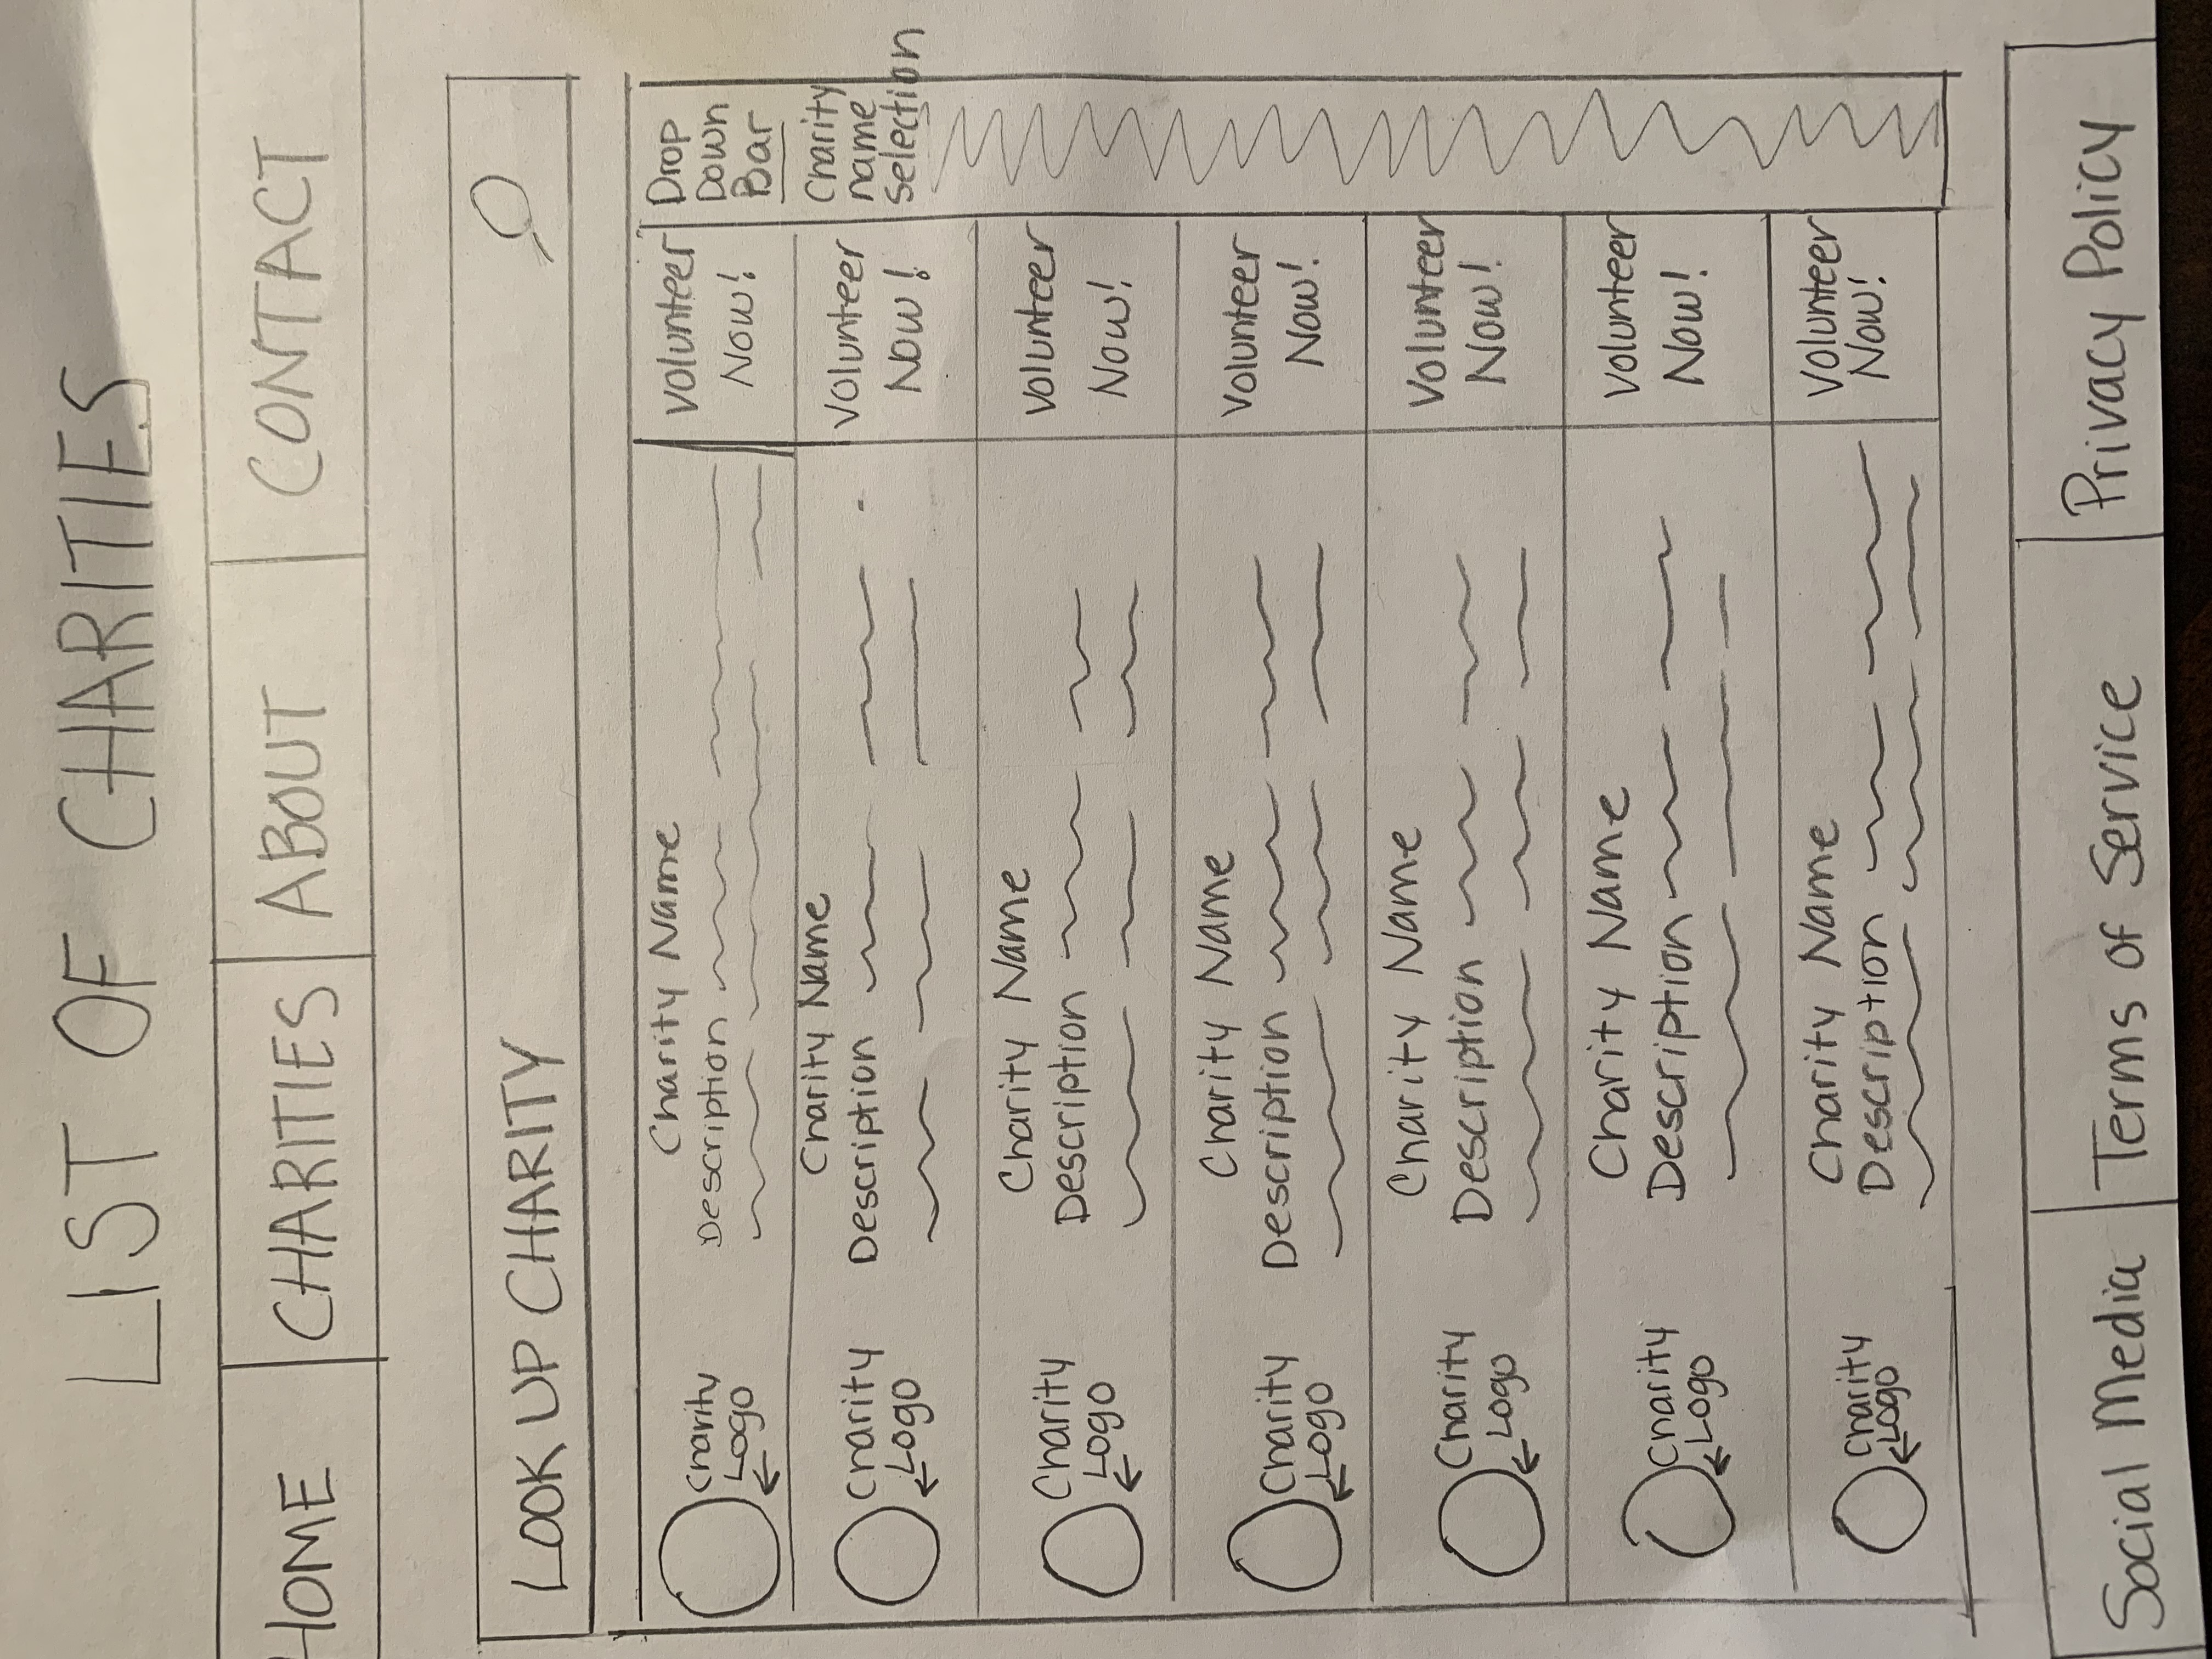 LIST OF CHARITIES
HOME
CHARITIES
ABOUT
CONTACT
LOOK UP CHARITY
Charity
Logo
Charity Name
Description
Volunteer
Now!
Drop
Down
Bar
Charity
name
selection
Charity
Logo
Charity Name
Description
Volunteer
Now!
Charity
Logo
Charity Name
Description
Volunteer
Now!
Charity
Logo
Charity Name
Description
Volunteer
Now!
Charity
Logo
Charity Name
Description
Volunteer
Now!
Charity
Logo
Charity Name
Description
Volunteer
Now!
Charity
Logo
Charity Name
Description
Volunteer
Now!
Social Media
Terms of Service
Privacy Policy